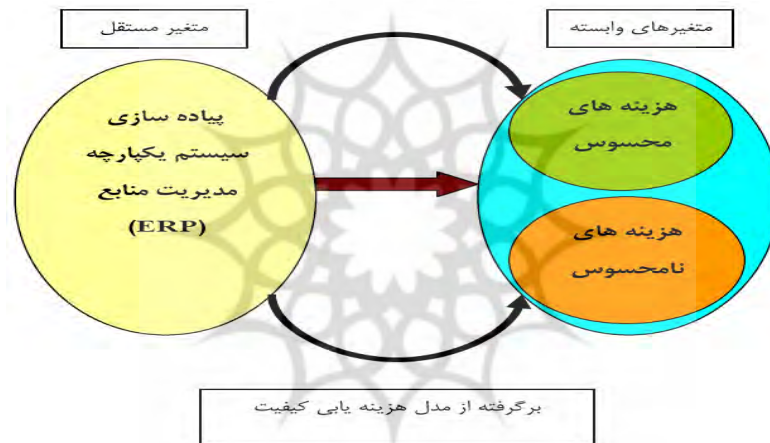 متغیر مستقل
متغیرهای وابسته
پیاده سازی
سیستم یکپارچه
مدیریت منابع
(ERP)
هزینه های
محسوس
هزینه های
نامحسوس
برگرفته از مدل هزینه یابی کیفیت